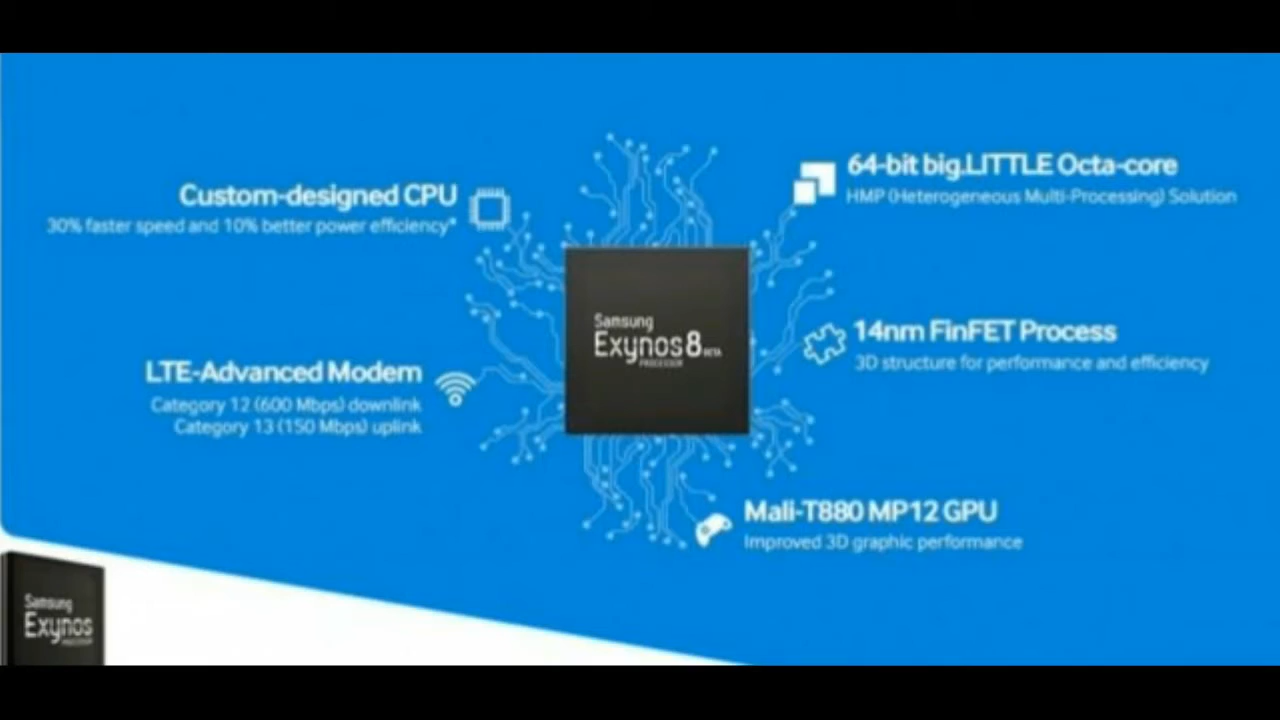 Custom-designed CPU
30% faster speed and 10% better power efficiency*
64-bit big.LITTLE Octa-core
HMP (Heterogeneous Multi-Processing) Solution
Samsung
Exynos 8 BETA
PROCESSOR
14nm FinFET Process
3D structure for performance and efficiency
LTE-Advanced Modem
Category 12 (600 Mbps) downlink
Category 13 (150 Mbps) uplink
Mali-T880 MP12 GPU
Improved 3D graphic performance
Samsung
Exynos
PROCESSOR